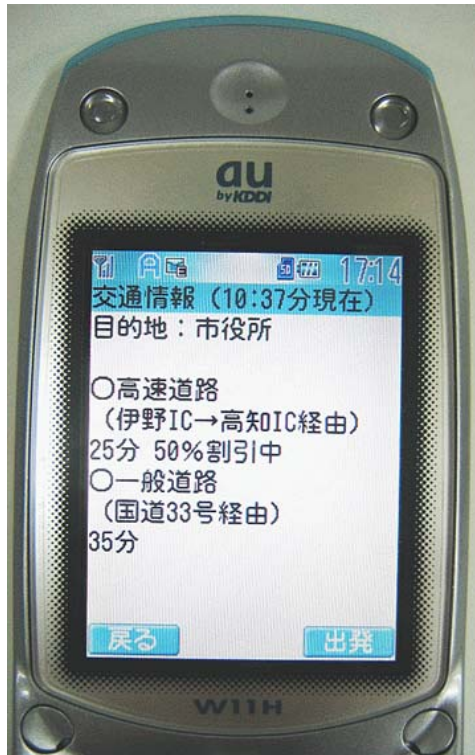 au
by KDDI
SD 17:14
交通情報 (10:37分現在)
目的地：市役所
○高速道路
(伊野IC→高知IC経由)
25分 50%割引中
○一般道路
(国道33号経由)
35分
戻る 出発
W11H